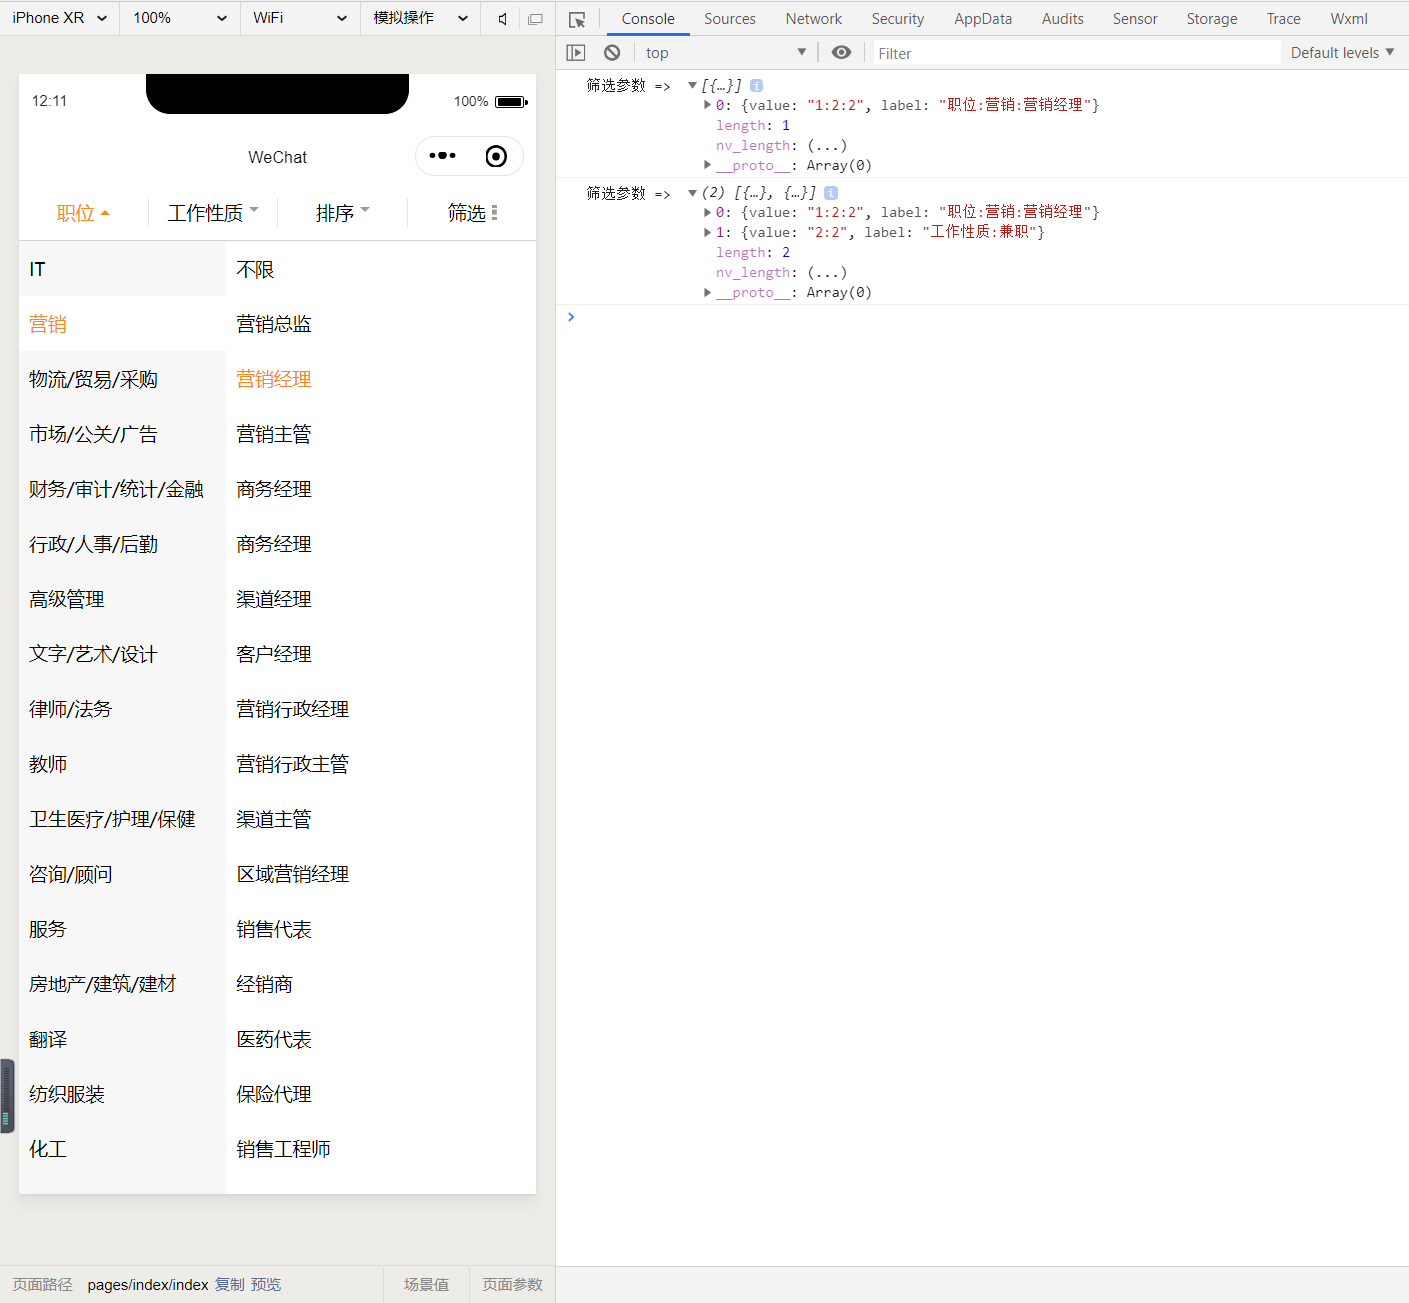 iPhone XR 100% WiFi 模拟操作
Console Sources Network Security AppData Audits Sensor Storage Trace Wxml
top Filter Default levels
12:11 100%
WeChat
职位 工作性质 排序 筛选
IT 不限
营销 营销总监
物流/贸易/采购 营销经理
市场/公关/广告 营销主管
财务/审计/统计/金融 商务经理
行政/人事/后勤 商务经理
高级管理 渠道经理
文字/艺术/设计 客户经理
律师/法务 营销行政经理
教师 营销行政主管
卫生医疗/护理/保健 渠道主管
咨询/顾问 区域营销经理
服务 销售代表
房地产/建筑/建材 经销商
翻译 医药代表
纺织服装 保险代理
化工 销售工程师
页面路径 pages/index/index 复制 预览 场景值 页面参数
筛选参数 => [{…}] i
0: {value: "1:2:2", label: "职位:营销:营销经理"}
length: 1
nv_length: (...)
__proto__: Array(0)
筛选参数 => (2) [{…}, {…}] i
0: {value: "1:2:2", label: "职位:营销:营销经理"}
1: {value: "2:2", label: "工作性质:兼职"}
length: 2
nv_length: (...)
__proto__: Array(0)